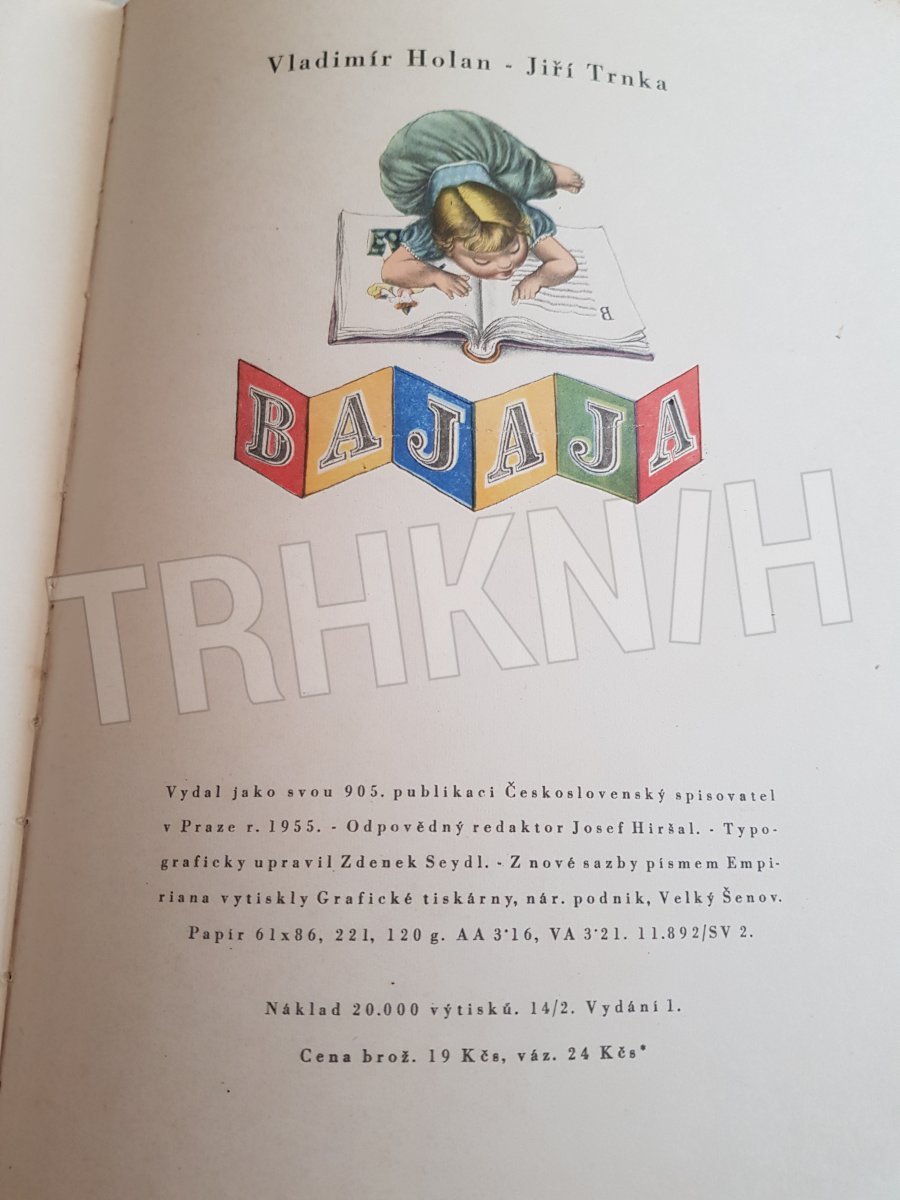 Vladimír Holan - Jiří Trnka
B
BAJAJA
TRHKNIH
Vydal jako svou 905. publikaci Československý spisovatel
v Praze r. 1955. - Odpovědný redaktor Josef Hiršal. - Typo-
graficky upravil Zdenek Seydl. - Z nové sazby písmem Empi-
riana vytiskly Grafické tiskárny, nár. podnik, Velký Šenov.
Papír 61x86, 221, 120 g. AA 3·16, VA 3·21. 11.892/SV 2.
Náklad 20.000 výtisků. 14/2. Vydání 1.
Cena brož. 19 Kčs, váz. 24 Kčs*